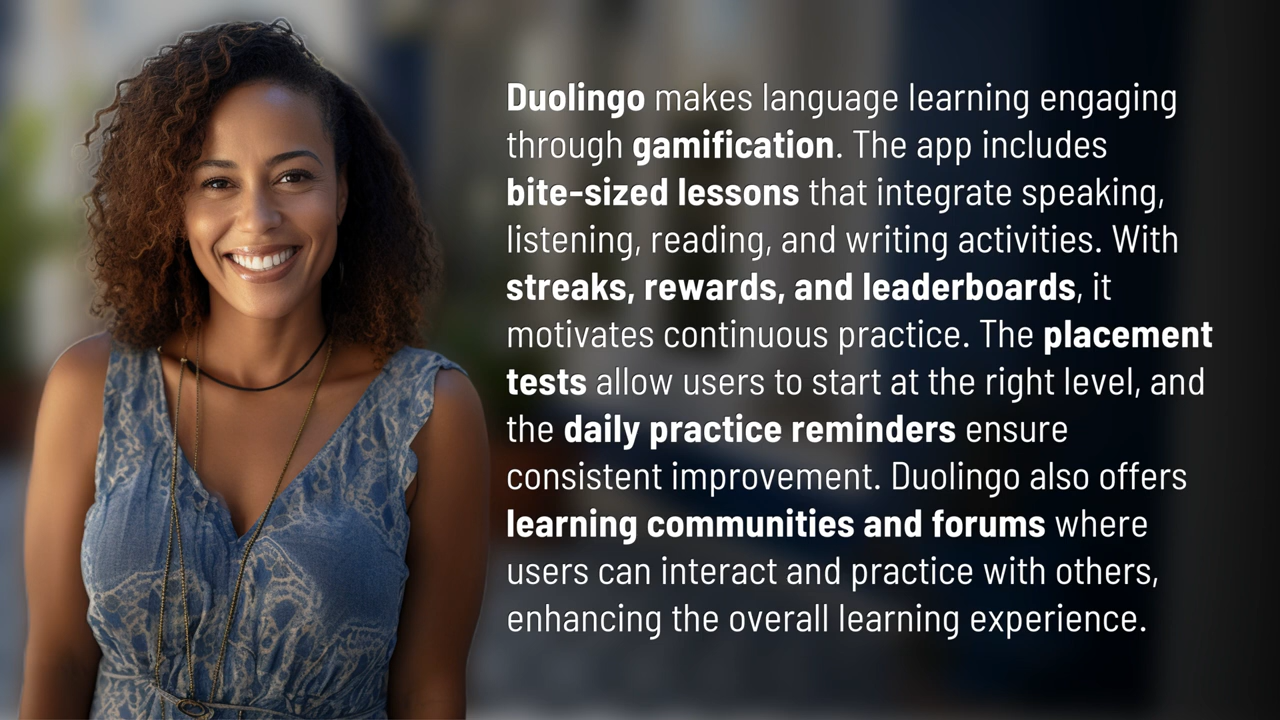 Duolingo makes language learning engaging
through gamification. The app includes
bite-sized lessons that integrate speaking,
listening, reading, and writing activities. With
streaks, rewards, and leaderboards, it
motivates continuous practice. The placement
tests allow users to start at the right level, and
the daily practice reminders ensure
consistent improvement. Duolingo also offers
learning communities and forums where
users can interact and practice with others,
enhancing the overall learning experience.